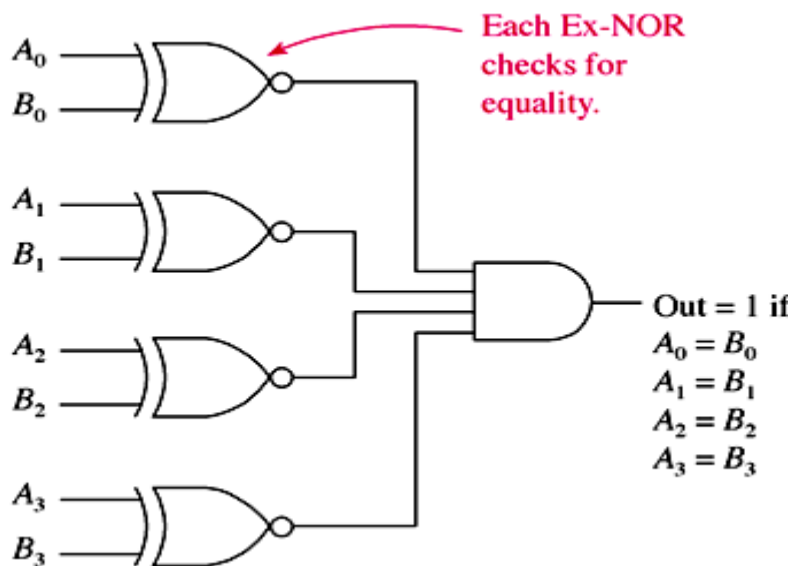 Each Ex-NOR
checks for
equality.
A₀
B₀
A₁
B₁
A₂
B₂
A₃
B₃
Out = 1 if
A₀ = B₀
A₁ = B₁
A₂ = B₂
A₃ = B₃